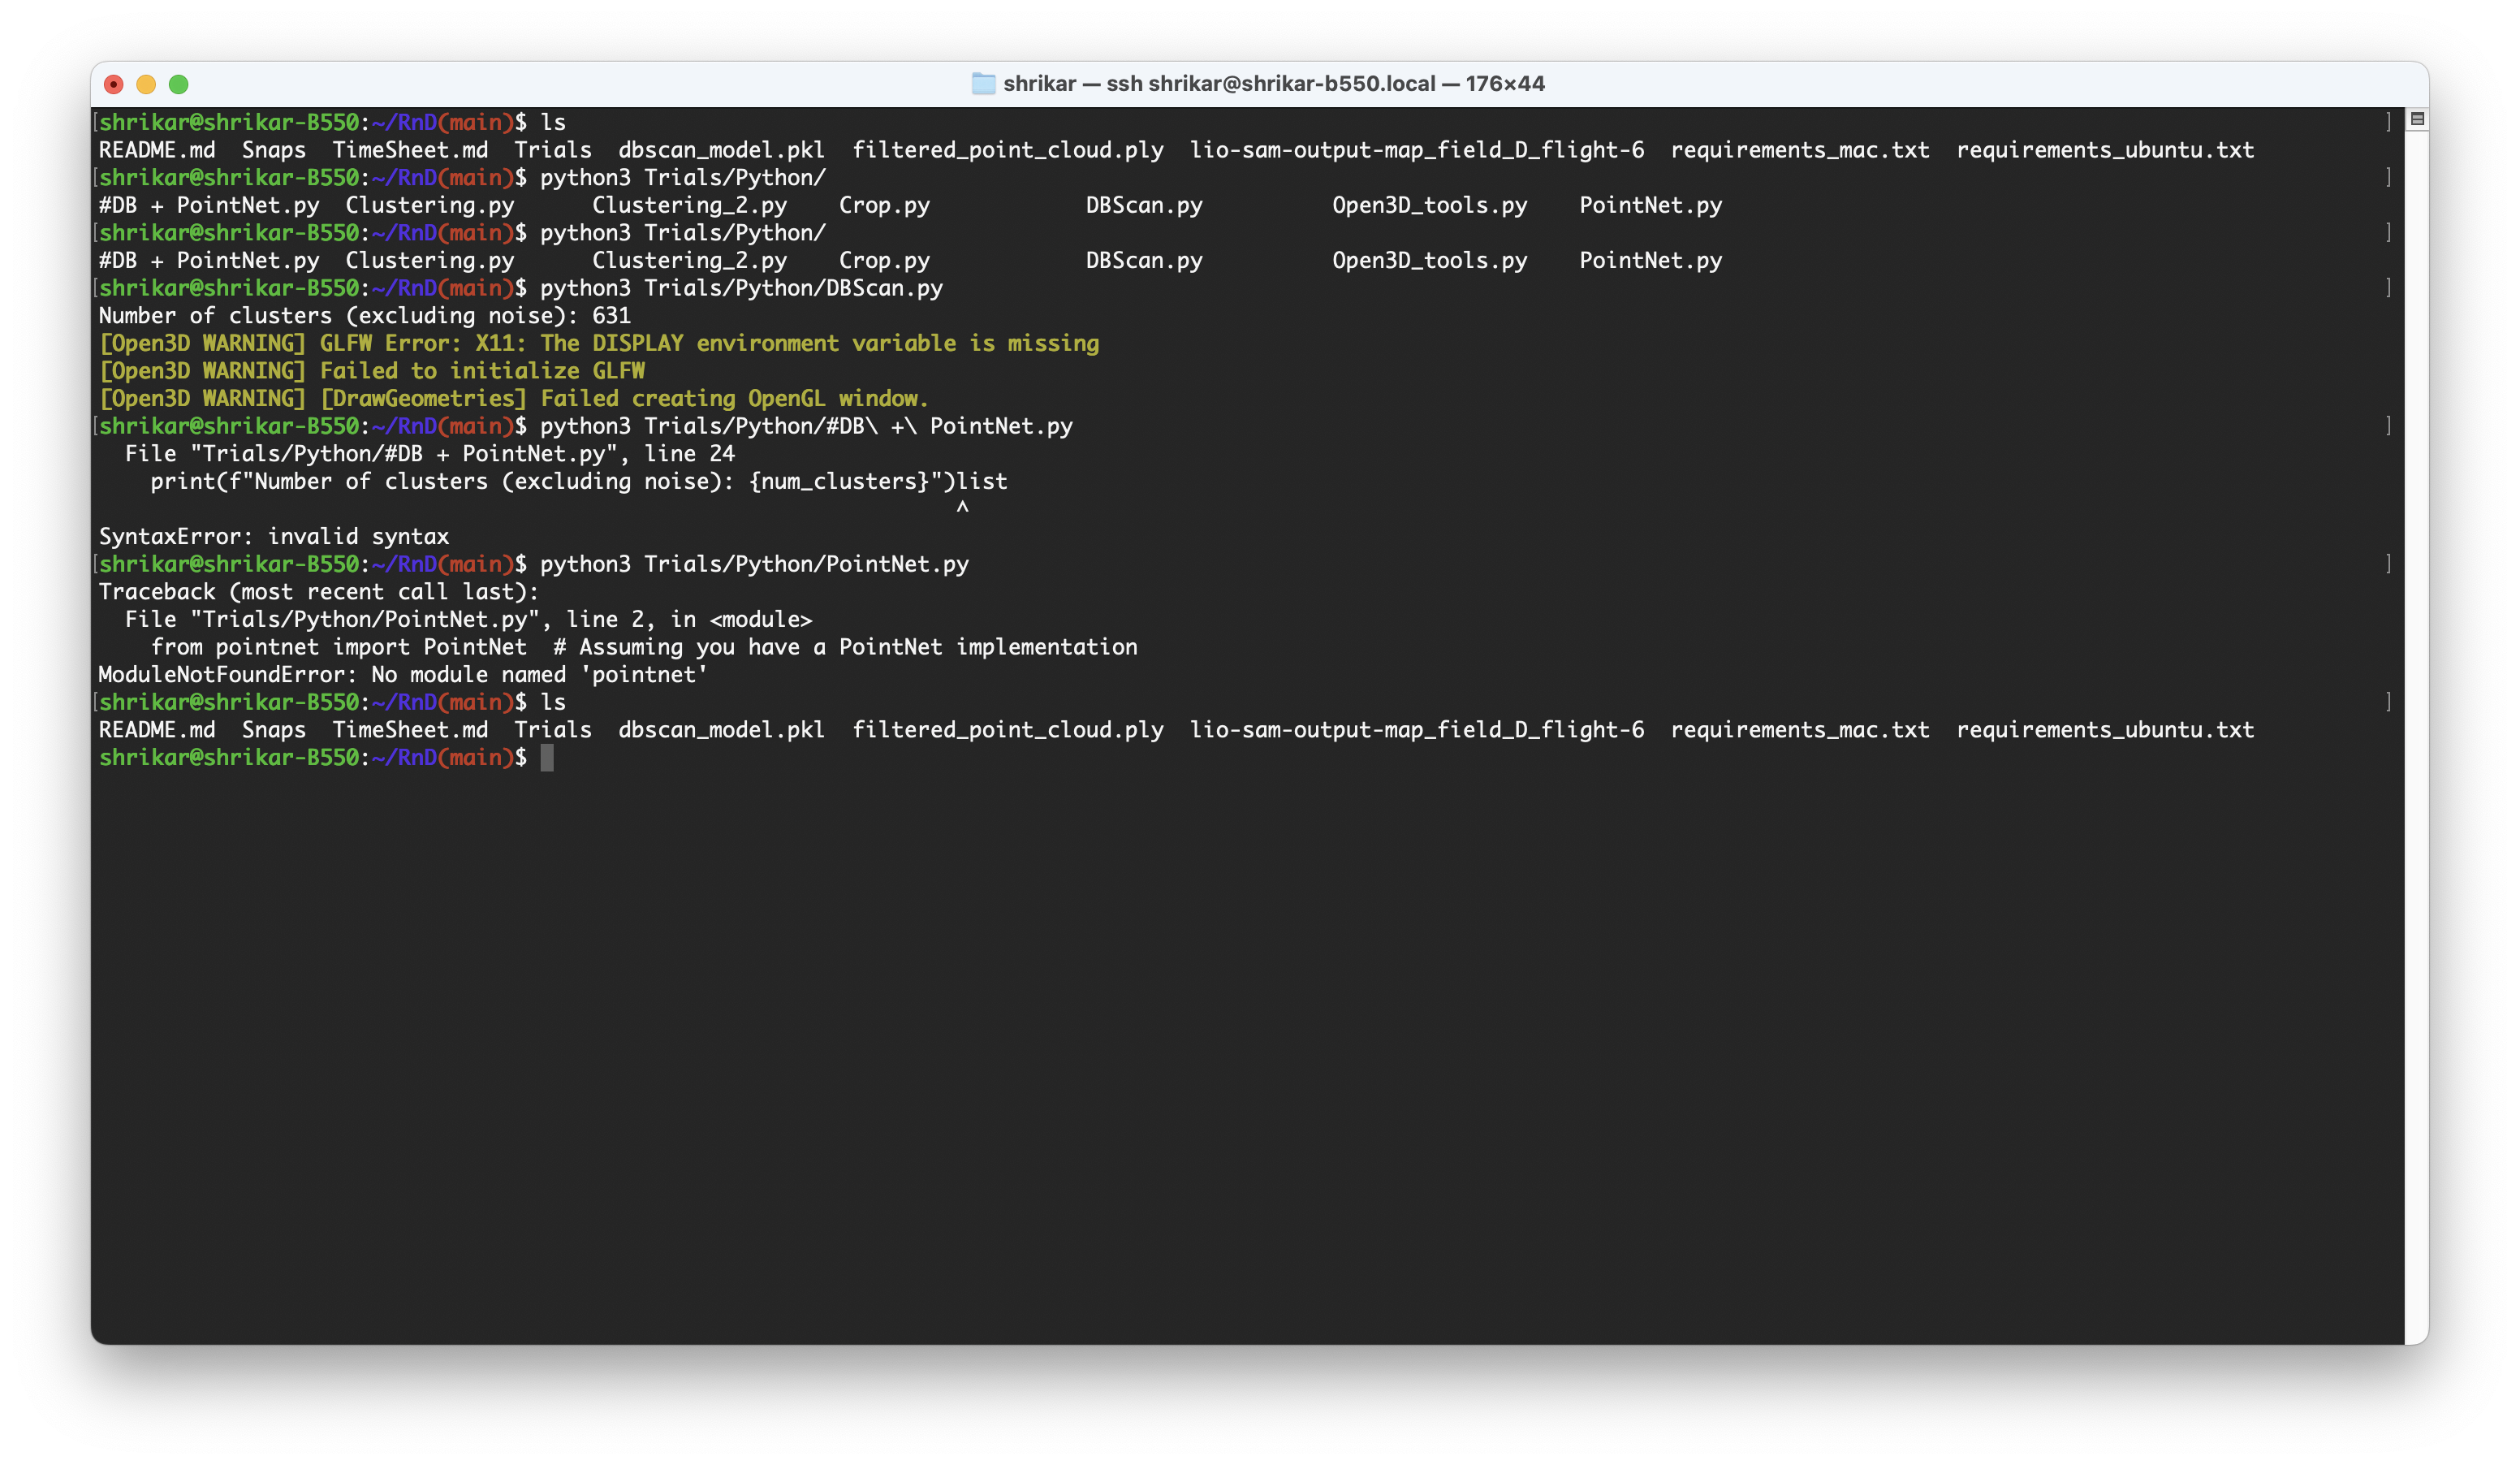 shrikar — ssh shrikar@shrikar-b550.local — 176×44
[shrikar@shrikar-B550:~/RnD(main)$ ls ]
README.md  Snaps  TimeSheet.md  Trials  dbscan_model.pkl  filtered_point_cloud.ply  lio-sam-output-map_field_D_flight-6  requirements_mac.txt  requirements_ubuntu.txt
[shrikar@shrikar-B550:~/RnD(main)$ python3 Trials/Python/ ]
#DB + PointNet.py  Clustering.py      Clustering_2.py    Crop.py            DBScan.py          Open3D_tools.py    PointNet.py
[shrikar@shrikar-B550:~/RnD(main)$ python3 Trials/Python/ ]
#DB + PointNet.py  Clustering.py      Clustering_2.py    Crop.py            DBScan.py          Open3D_tools.py    PointNet.py
[shrikar@shrikar-B550:~/RnD(main)$ python3 Trials/Python/DBScan.py ]
Number of clusters (excluding noise): 631
[Open3D WARNING] GLFW Error: X11: The DISPLAY environment variable is missing
[Open3D WARNING] Failed to initialize GLFW
[Open3D WARNING] [DrawGeometries] Failed creating OpenGL window.
[shrikar@shrikar-B550:~/RnD(main)$ python3 Trials/Python/#DB\ +\ PointNet.py ]
  File "Trials/Python/#DB + PointNet.py", line 24
    print(f"Number of clusters (excluding noise): {num_clusters}")list
                                                                  ^
SyntaxError: invalid syntax
[shrikar@shrikar-B550:~/RnD(main)$ python3 Trials/Python/PointNet.py ]
Traceback (most recent call last):
  File "Trials/Python/PointNet.py", line 2, in <module>
    from pointnet import PointNet  # Assuming you have a PointNet implementation
ModuleNotFoundError: No module named 'pointnet'
[shrikar@shrikar-B550:~/RnD(main)$ ls ]
README.md  Snaps  TimeSheet.md  Trials  dbscan_model.pkl  filtered_point_cloud.ply  lio-sam-output-map_field_D_flight-6  requirements_mac.txt  requirements_ubuntu.txt
shrikar@shrikar-B550:~/RnD(main)$